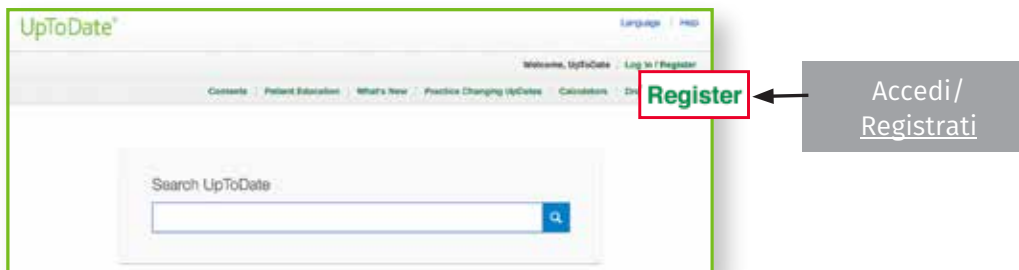 UpToDate®
Language | Help
Welcome, UpToDate | Log In / Register
Contents | Patient Education | What's New | Practice Changing UpDates | Calculators
Register
Accedi/
Registrati
Search UpToDate